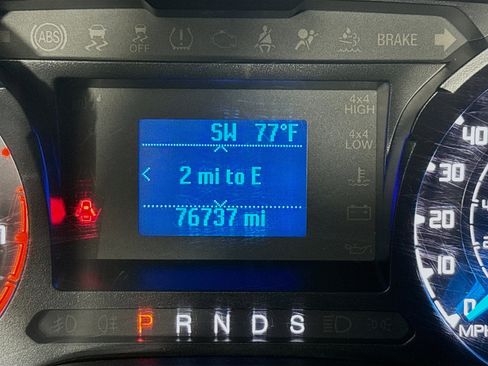 ABS OFF BRAKE
SW 77°F
4x4 HIGH
2 mi to E
4x4 LOW
76737 mi
P R N D S
40
30
20
10
0
MPH